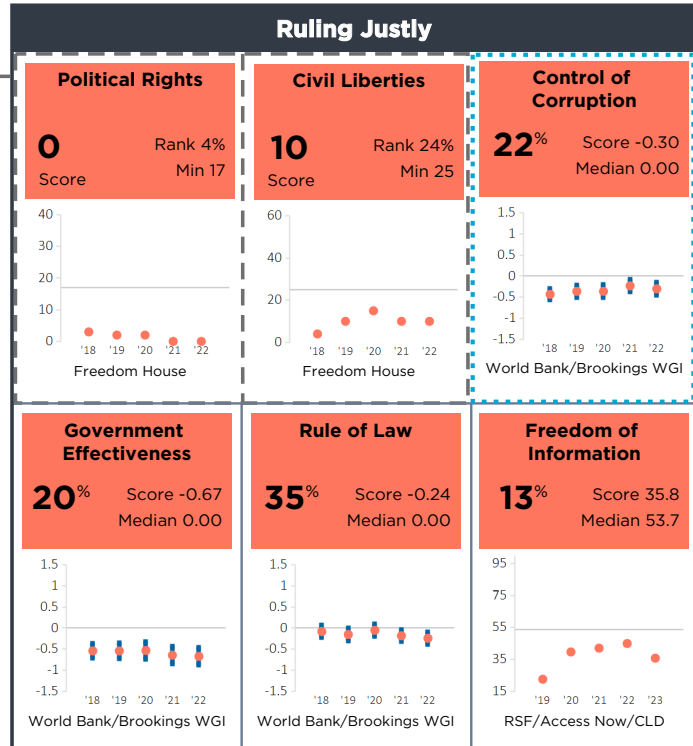 Ruling Justly
Political Rights
0
Score
Rank 4%
Min 17
40
30
20
10
0
'18 '19 '20 '21 '22
Freedom House
Civil Liberties
10
Score
Rank 24%
Min 25
60
40
20
0
'18 '19 '20 '21 '22
Freedom House
Control of
Corruption
22%
Score -0.30
Median 0.00
1.5
1
0.5
0
-0.5
-1
-1.5
'18 '19 '20 '21 '22
World Bank/Brookings WGI
Government
Effectiveness
20%
Score -0.67
Median 0.00
1.5
1
0.5
0
-0.5
-1
-1.5
'18 '19 '20 '21 '22
World Bank/Brookings WGI
Rule of Law
35%
Score -0.24
Median 0.00
1.5
1
0.5
0
-0.5
-1
-1.5
'18 '19 '20 '21 '22
World Bank/Brookings WGI
Freedom of
Information
13%
Score 35.8
Median 53.7
95
75
55
35
15
'19 '20 '21 '22 '23
RSF/Access Now/CLD